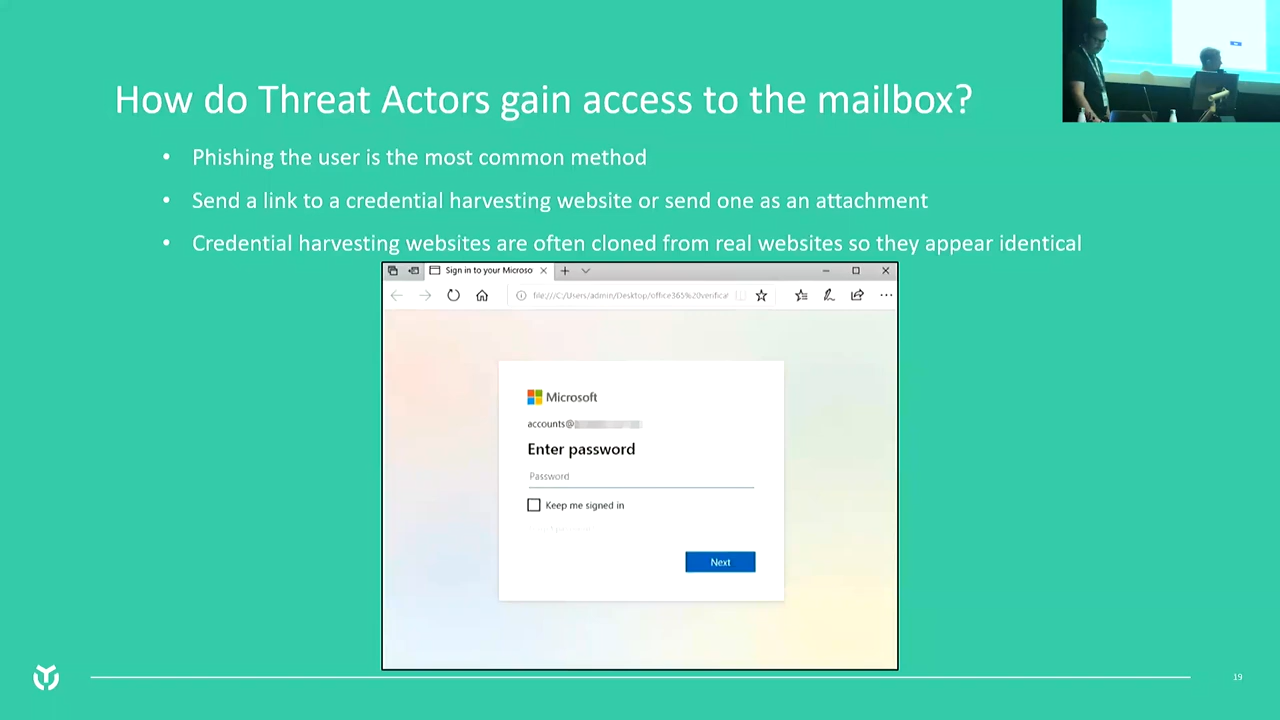 How do Threat Actors gain access to the mailbox?
• Phishing the user is the most common method
• Send a link to a credential harvesting website or send one as an attachment
• Credential harvesting websites are often cloned from real websites so they appear identical
Sign in to your Microso
file:///C:/Users/admin/Desktop/office365%20verifica
Microsoft
accounts@
Enter password
Password
Keep me signed in
Next
19